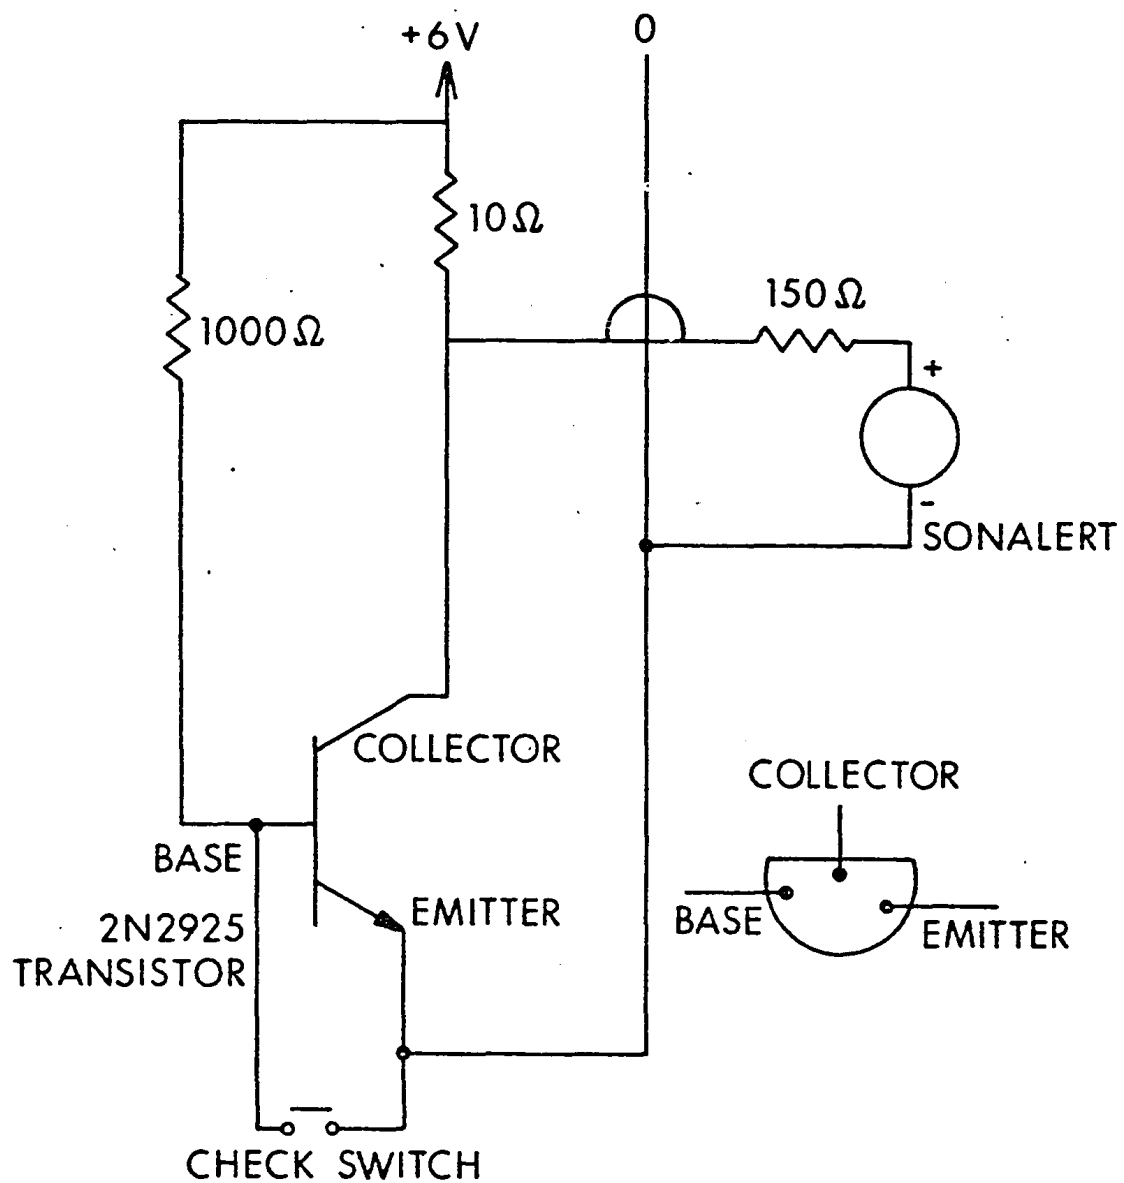 +6V
0
10Ω
1000Ω
150Ω
+
-
SONALERT
COLLECTOR
COLLECTOR
BASE
EMITTER
BASE
EMITTER
2N2925
TRANSISTOR
CHECK SWITCH